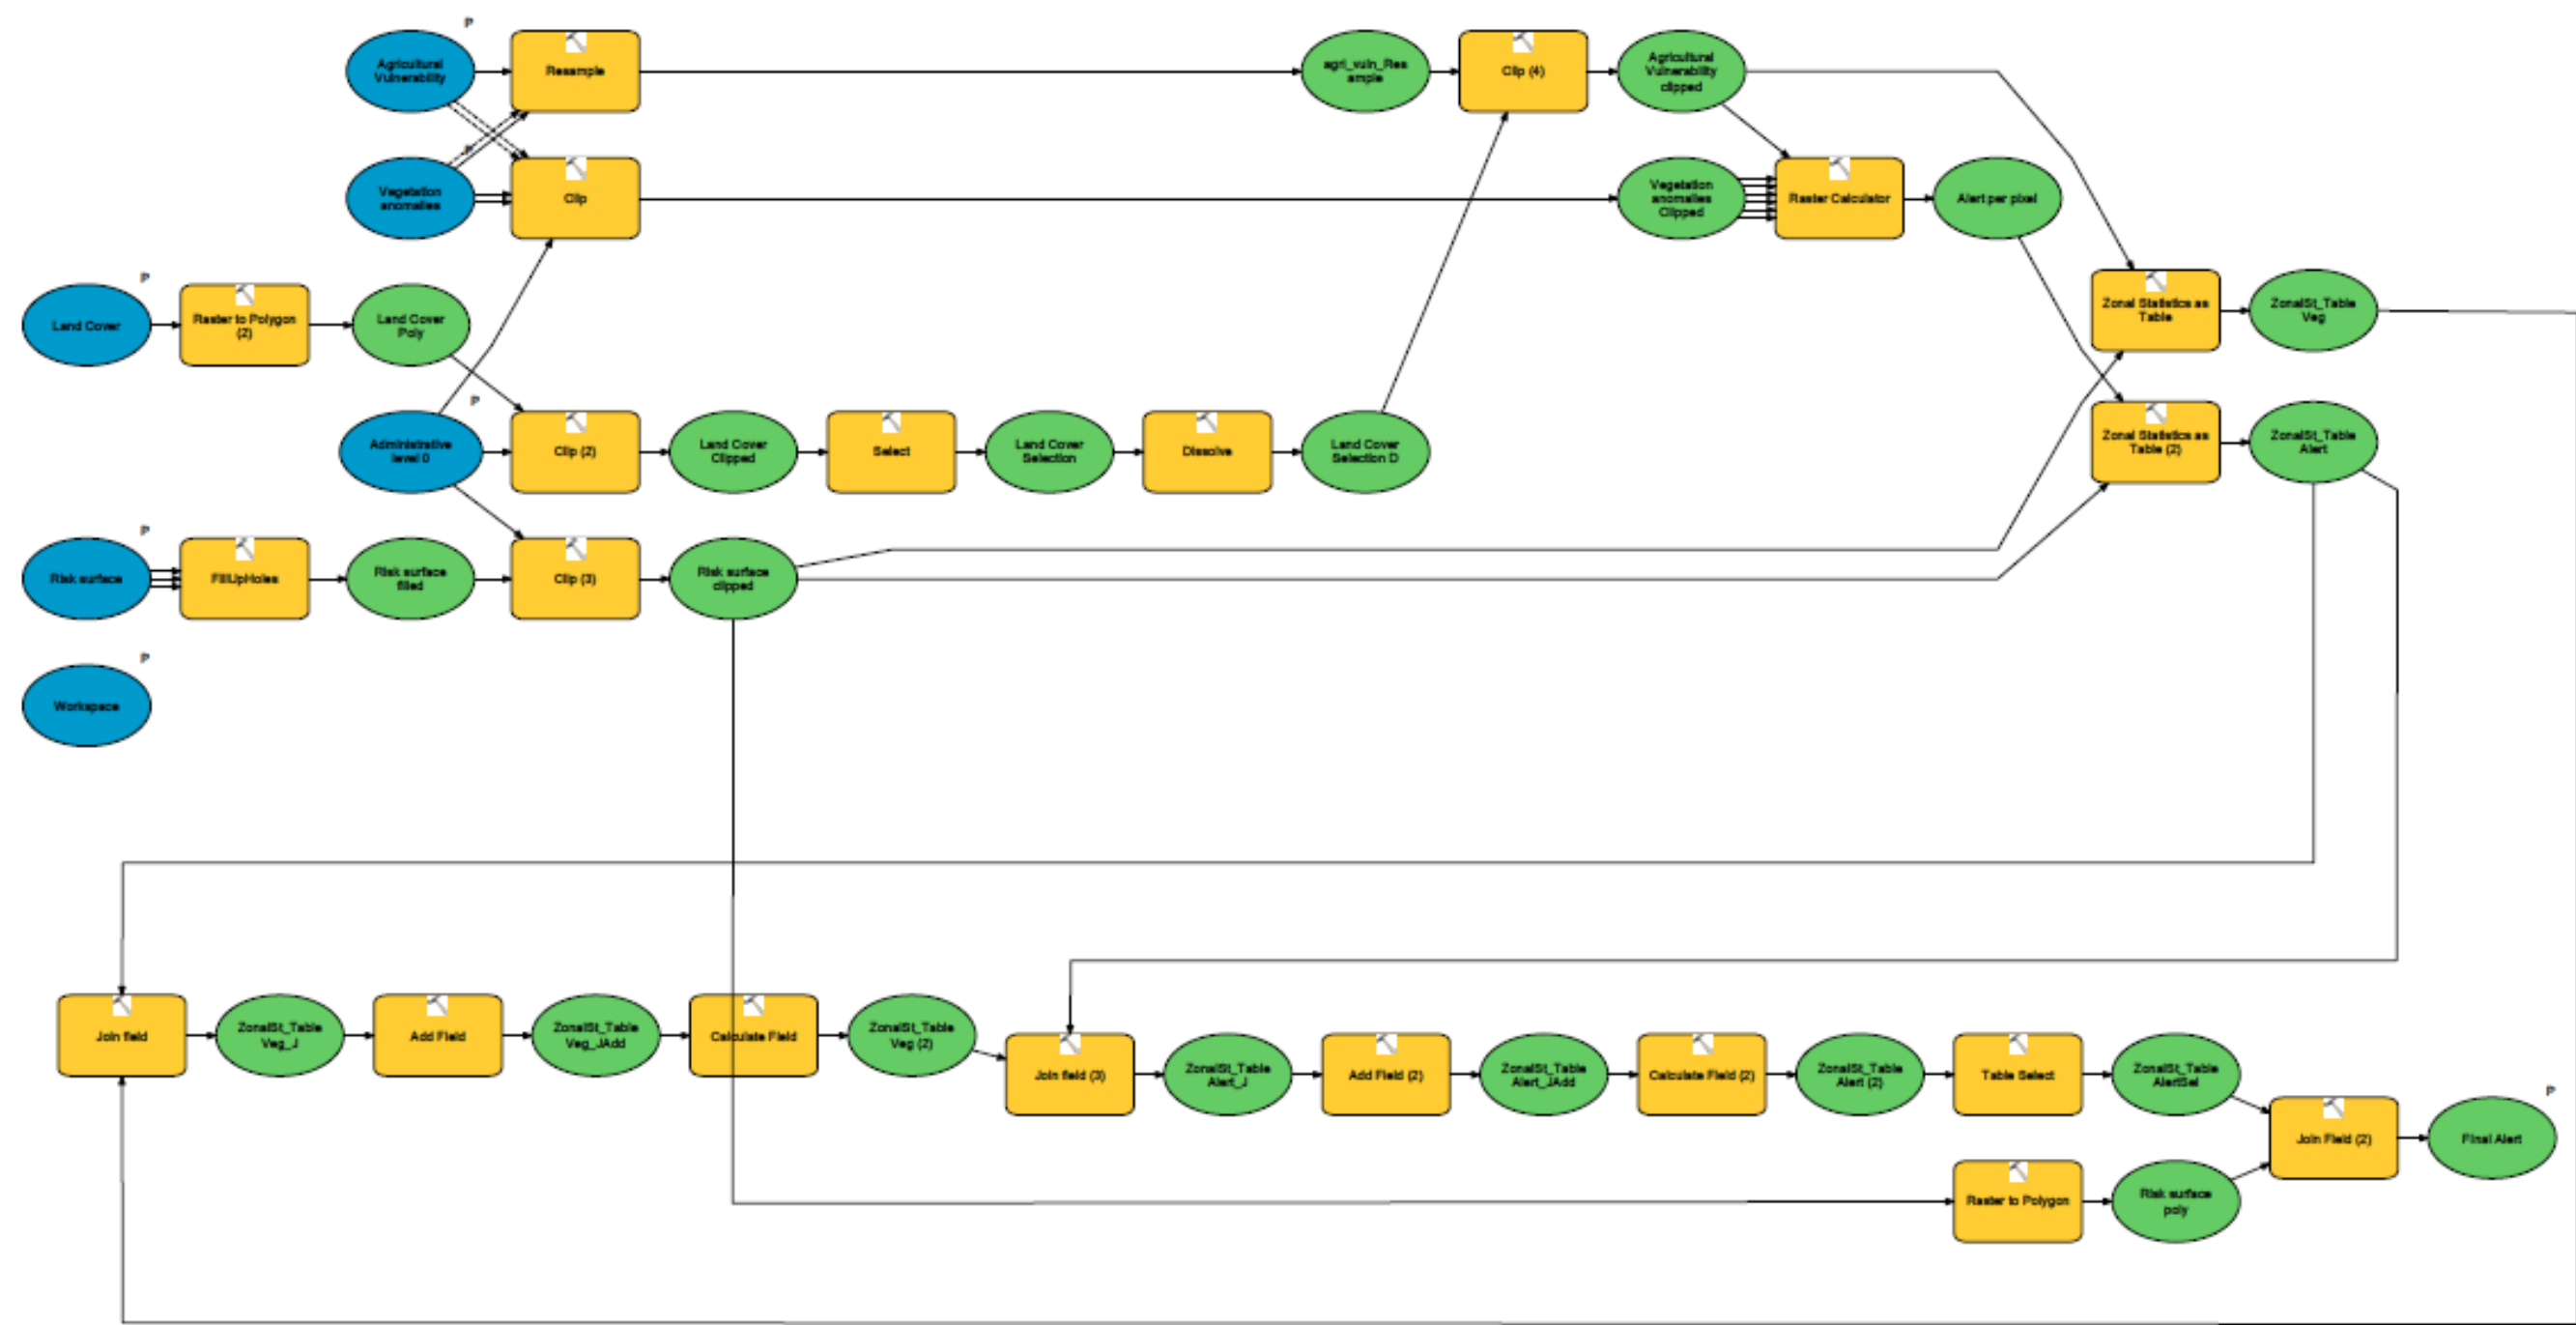 P
Agricultural
Vulnerability
Resample
agri_vuln_Res
ample
Clip (4)
Agricultural
Vulnerability
clipped
P
Vegetation
anomalies
Clip
Vegetation
anomalies
Clipped
Raster Calculator
Alert per pixel
P
Land Cover
Raster to Polygon
(2)
Land Cover
Poly
Zonal Statistics as
Table
ZonalSt_Table
Veg
P
Administrative
level 0
Clip (2)
Land Cover
Clipped
Select
Land Cover
Selection
Dissolve
Land Cover
Selection D
Zonal Statistics as
Table (2)
ZonalSt_Table
Alert
P
Risk surface
FillUpHoles
Risk surface
filled
Clip (3)
Risk surface
clipped
P
Workspace
Join field
ZonalSt_Table
Veg_J
Add Field
ZonalSt_Table
Veg_JAdd
Calculate Field
ZonalSt_Table
Veg (2)
Join field (3)
ZonalSt_Table
Alert_J
Add Field (2)
ZonalSt_Table
Alert_JAdd
Calculate Field (2)
ZonalSt_Table
Alert (2)
Table Select
ZonalSt_Table
AlertSel
Join Field (2)
P
Final Alert
Raster to Polygon
Risk surface
poly